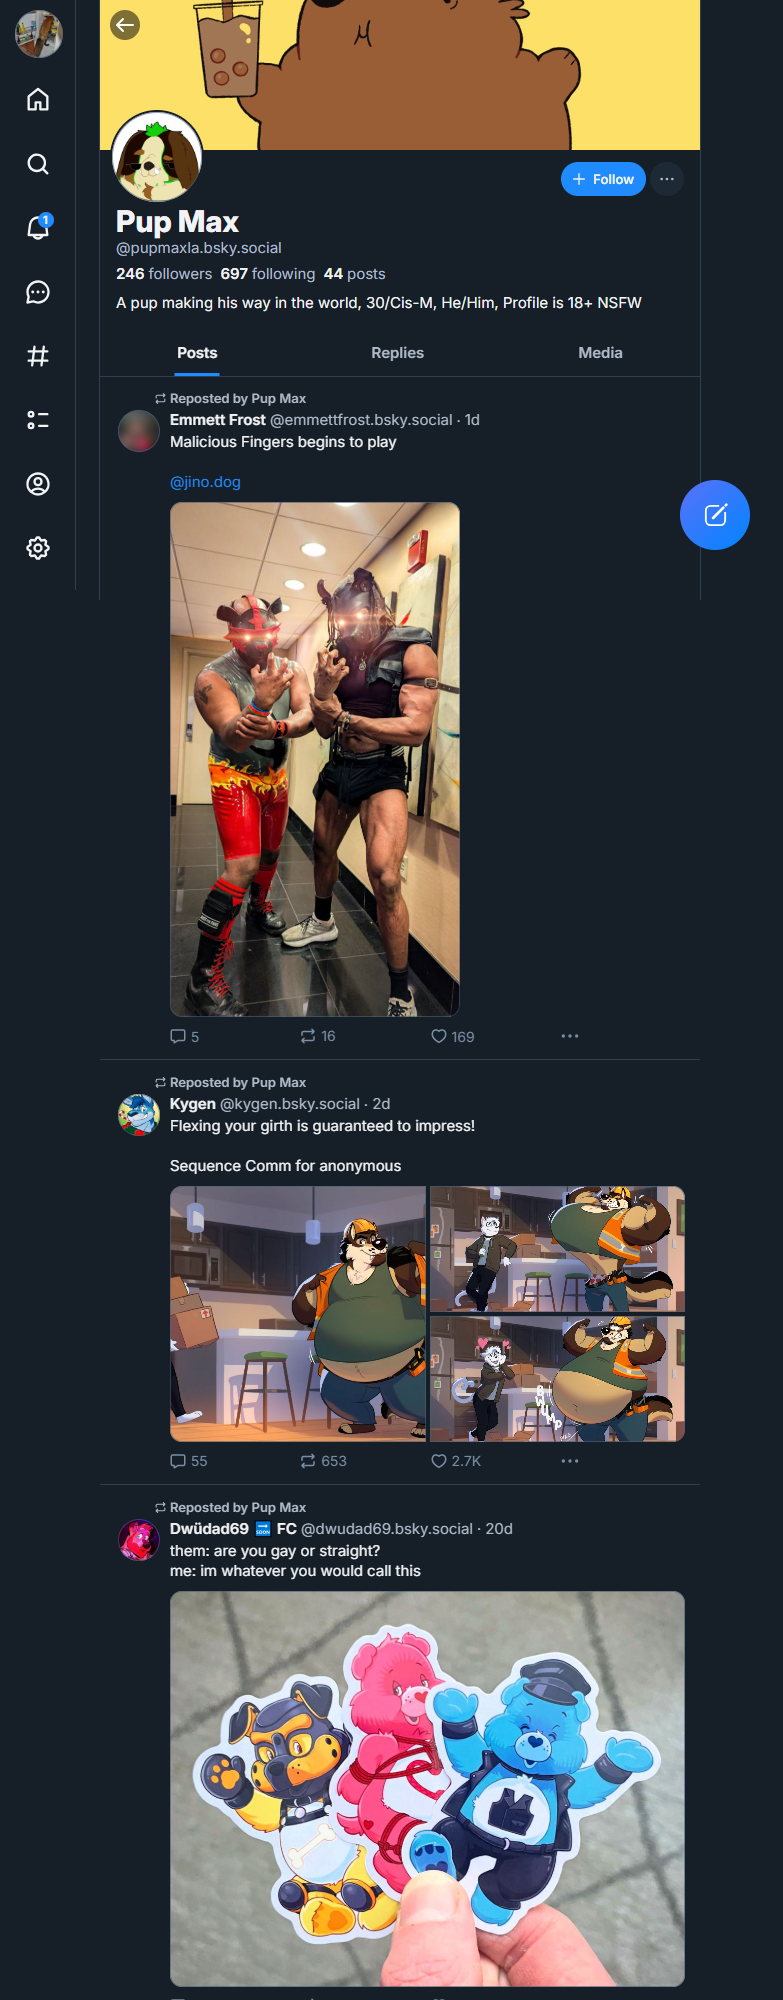 1
Follow
Pup Max
@pupmaxla.bsky.social
246 followers 697 following 44 posts
A pup making his way in the world, 30/Cis-M, He/Him, Profile is 18+ NSFW
Posts Replies Media
Reposted by Pup Max
Emmett Frost @emmettfrost.bsky.social · 1d
Malicious Fingers begins to play
@jino.dog
5 16 169
Reposted by Pup Max
Kygen @kygen.bsky.social · 2d
Flexing your girth is guaranteed to impress!
Sequence Comm for anonymous
BWUMP
55 653 2.7K
Reposted by Pup Max
Dwüdad69 🔜 FC @dwudad69.bsky.social · 20d
them: are you gay or straight?
me: im whatever you would call this